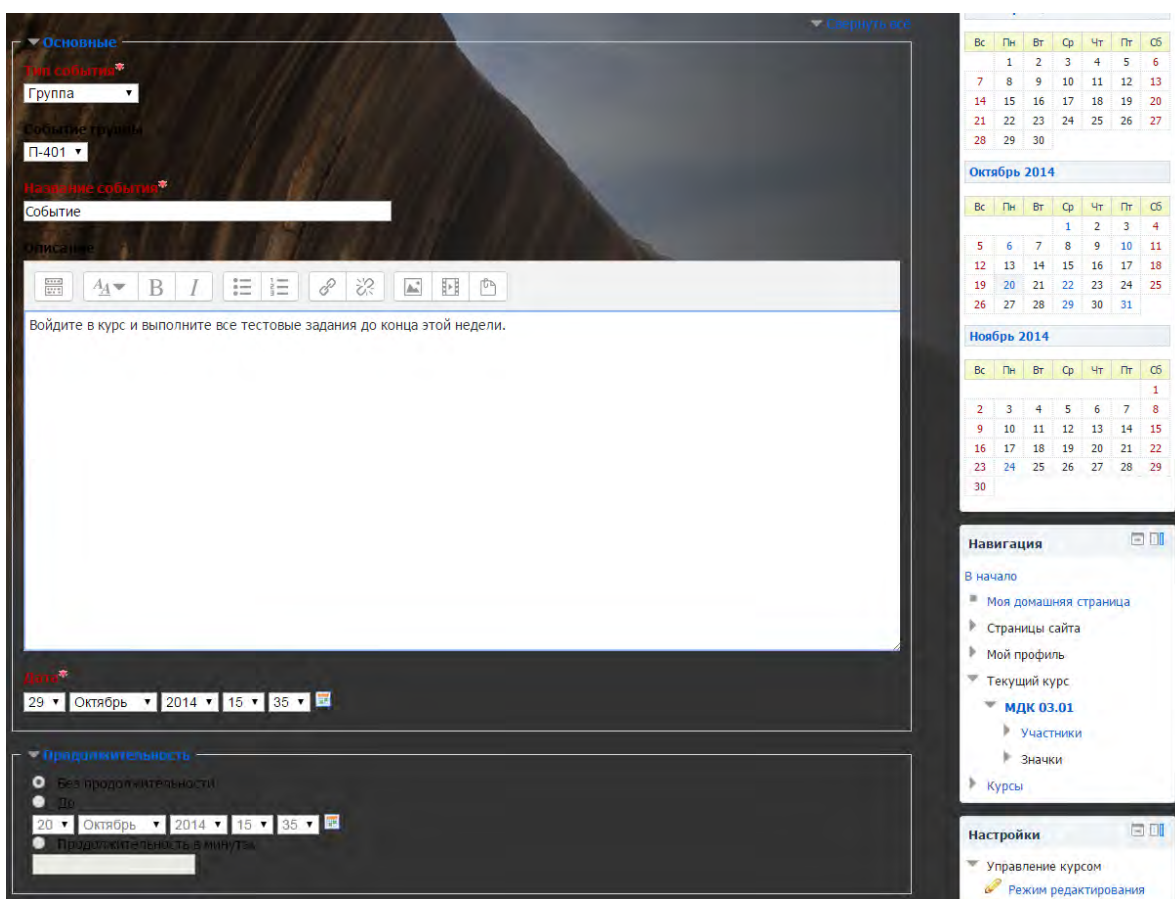 Свернуть все
Основные
Тип события*
Группа
Событие группы
П-401
Название события*
Событие
Описание
Войдите в курс и выполните все тестовые задания до конца этой недели.
Дата*
29 Октябрь 2014 15 35
Продолжительность
Без продолжительности
До
20 Октябрь 2014 15 35
Продолжительность в минутах
Вс Пн Вт Ср Чт Пт Сб
1 2 3 4 5 6
7 8 9 10 11 12 13
14 15 16 17 18 19 20
21 22 23 24 25 26 27
28 29 30
Октябрь 2014
Вс Пн Вт Ср Чт Пт Сб
1 2 3 4
5 6 7 8 9 10 11
12 13 14 15 16 17 18
19 20 21 22 23 24 25
26 27 28 29 30 31
Ноябрь 2014
Вс Пн Вт Ср Чт Пт Сб
1
2 3 4 5 6 7 8
9 10 11 12 13 14 15
16 17 18 19 20 21 22
23 24 25 26 27 28 29
30
Навигация
В начало
Моя домашняя страница
Страницы сайта
Мой профиль
Текущий курс
МДК 03.01
Участники
Значки
Курсы
Настройки
Управление курсом
Режим редактирования